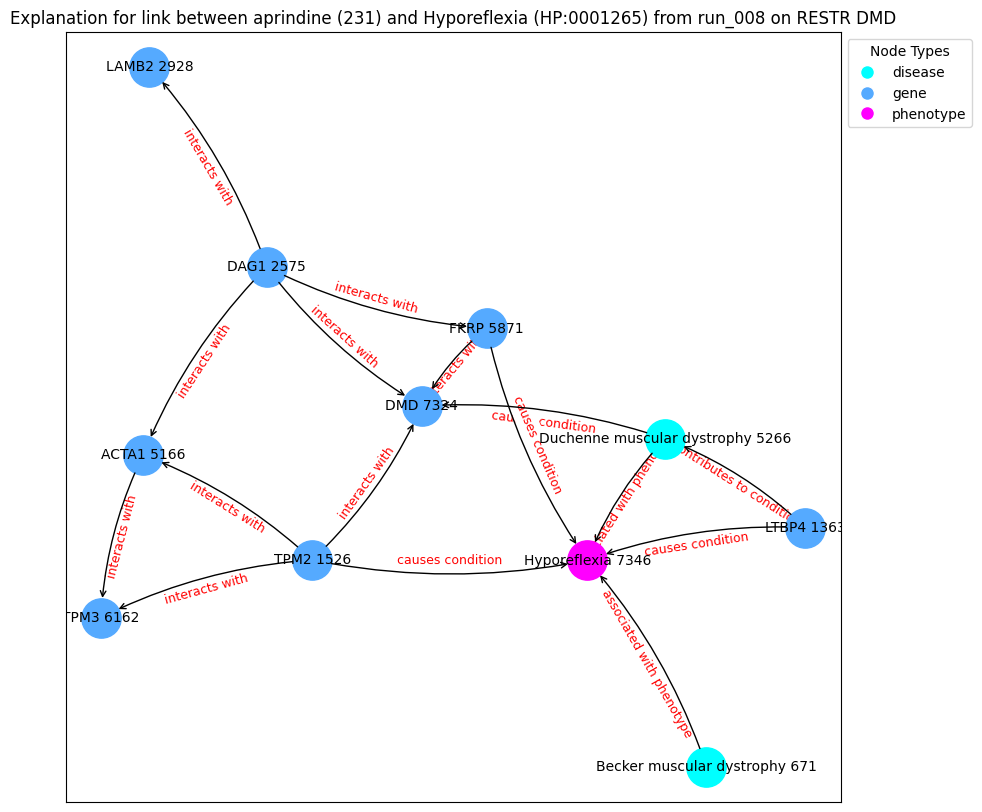 Explanation for link between aprindine (231) and Hyporeflexia (HP:0001265) from run_008 on RESTR DMD
Node Types
disease
gene
phenotype
LAMB2 2928
interacts with
DAG1 2575
interacts with
interacts with
interacts with
FKRP 5871
interacts with
DMD 7324
causes condition
condition
Duchenne muscular dystrophy 5266
ACTA1 5166
interacts with
interacts with
contributes to condition
associated with phenotype
interacts with
LTBP4 1363
causes condition
TPM2 1526
causes condition
Hyporeflexia 7346
interacts with
TPM3 6162
associated with phenotype
Becker muscular dystrophy 671